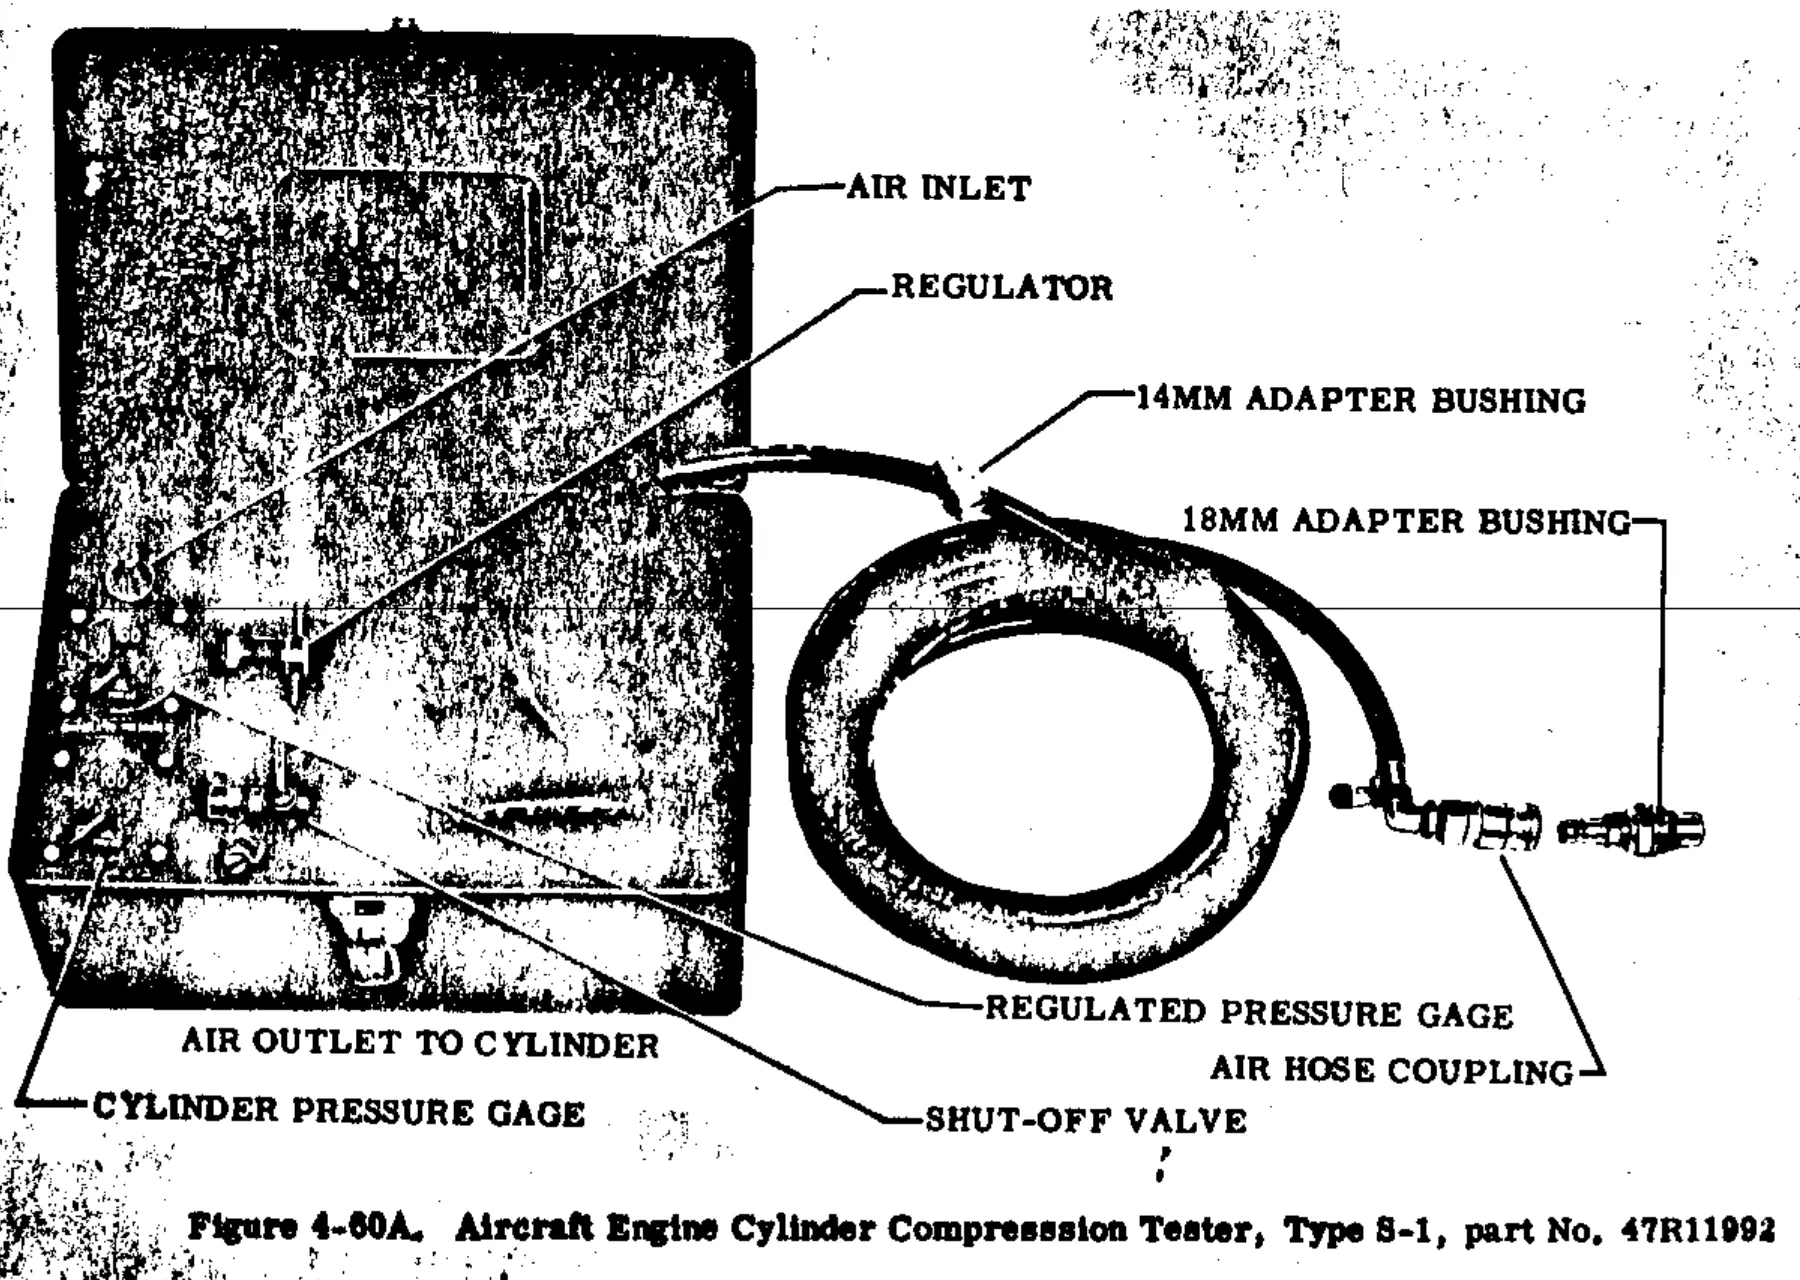 AIR INLET
REGULATOR
14MM ADAPTER BUSHING
18MM ADAPTER BUSHING
REGULATED PRESSURE GAGE
AIR OUTLET TO CYLINDER
AIR HOSE COUPLING
CYLINDER PRESSURE GAGE
SHUT-OFF VALVE
Figure 4-60A. Aircraft Engine Cylinder Compresssion Tester, Type S-1, part No. 47R11992